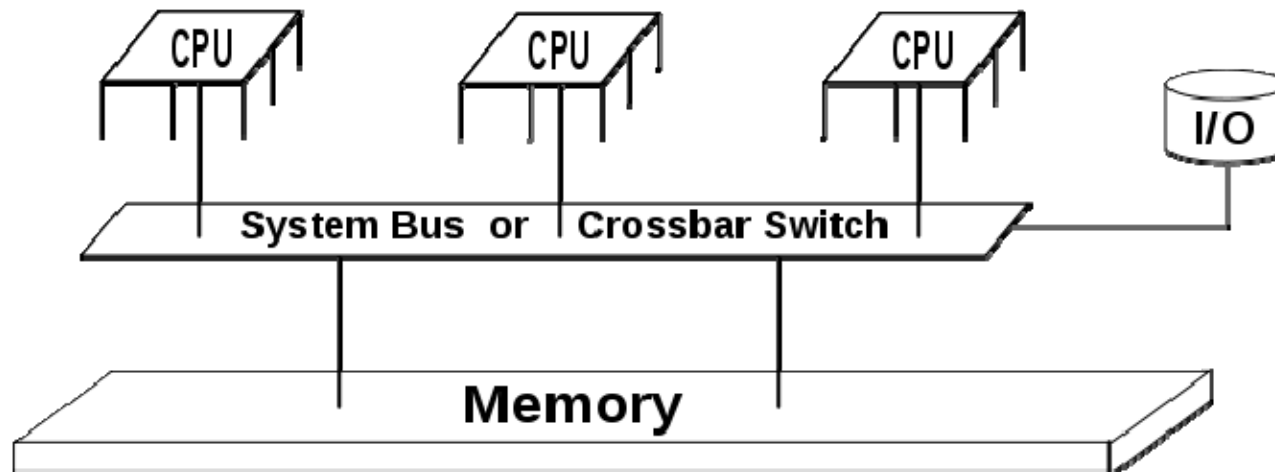 CPU
CPU
CPU
I/O
System Bus or Crossbar Switch
Memory